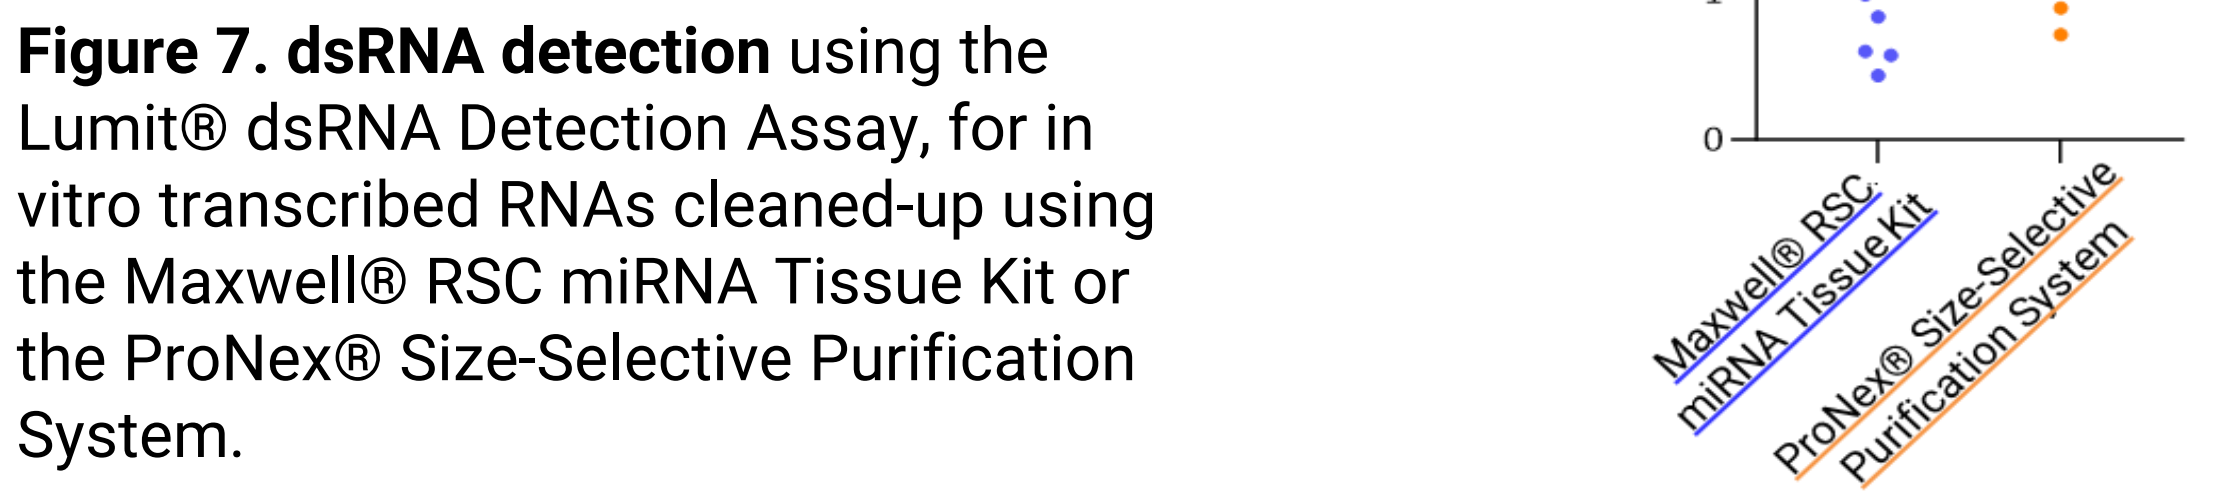 Figure 7. dsRNA detection using the
Lumit® dsRNA Detection Assay, for in
vitro transcribed RNAs cleaned-up using
the Maxwell® RSC miRNA Tissue Kit or
the ProNex® Size-Selective Purification
System.
0
Maxwell® RSC
miRNA Tissue Kit
ProNex® Size-Selective
Purification System